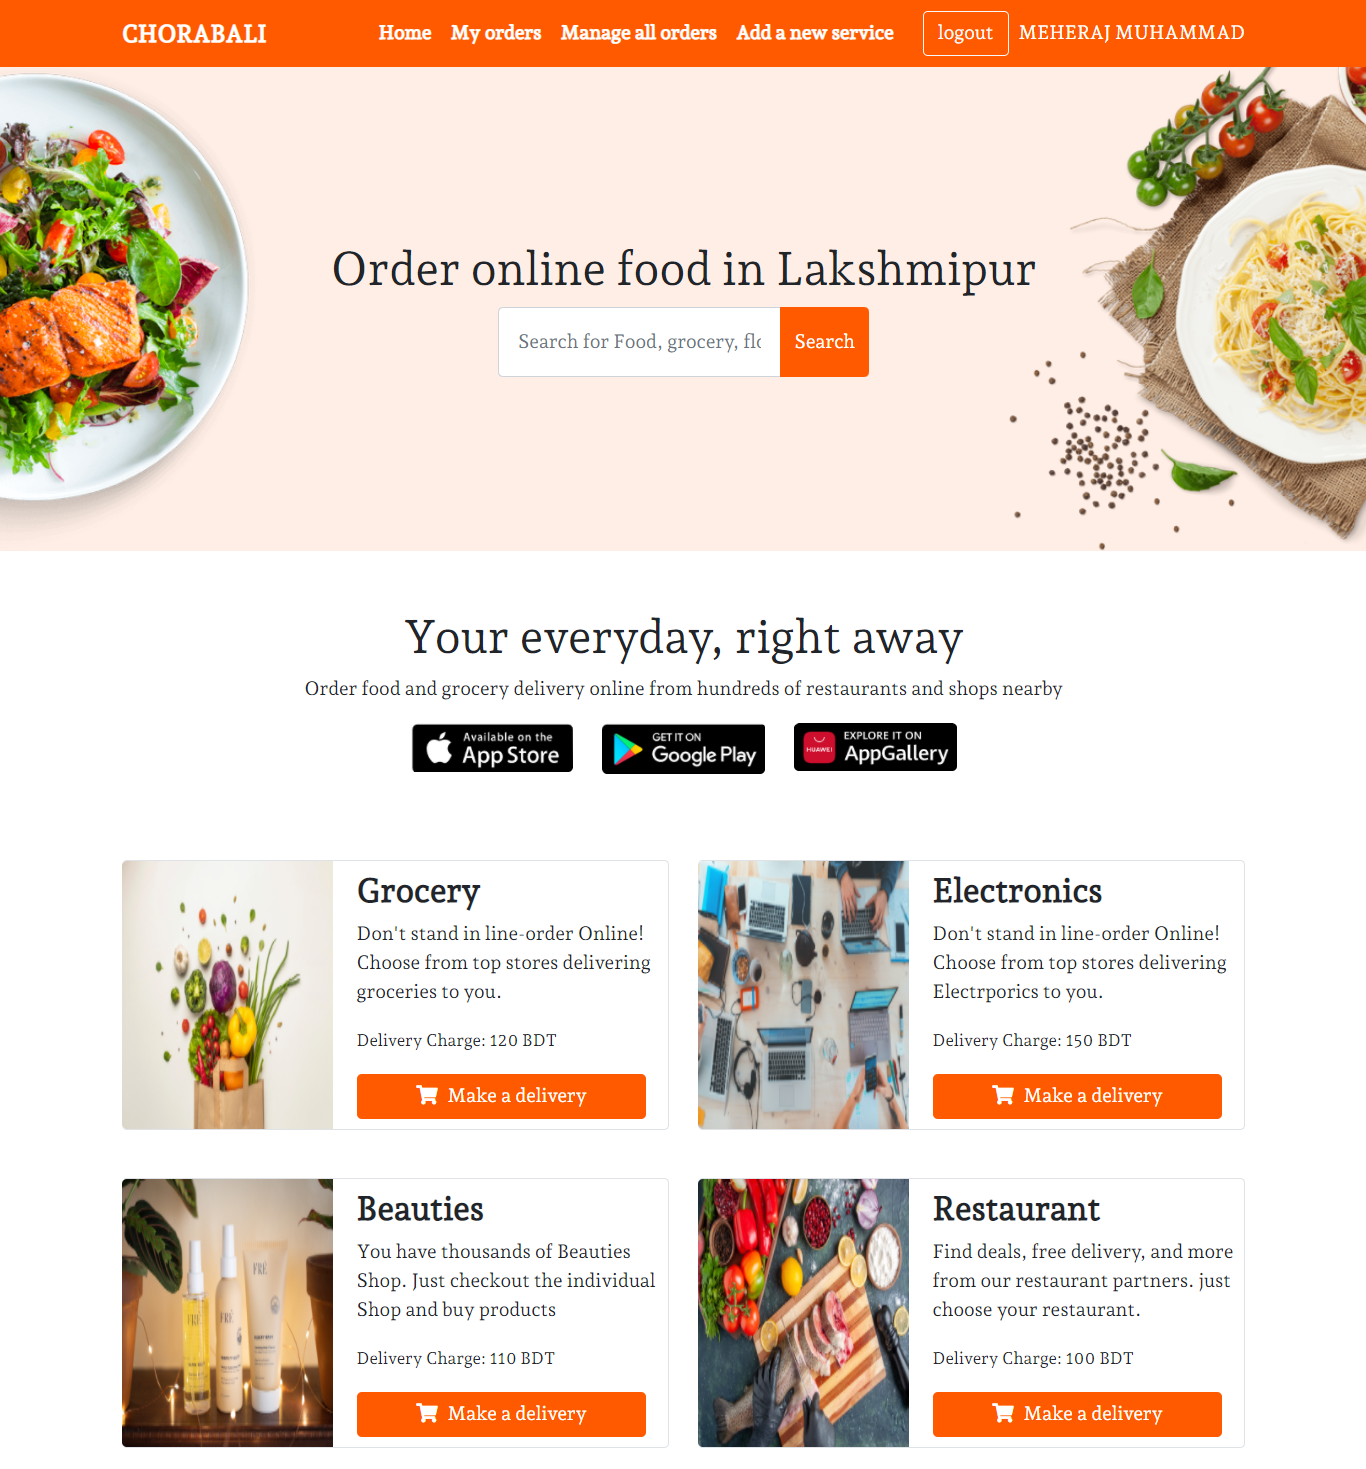 CHORABALI
Home My orders Manage all orders Add a new service logout MEHERAJ MUHAMMAD
Order online food in Lakshmipur
Search for Food, grocery, flo
Search
Your everyday, right away
Order food and grocery delivery online from hundreds of restaurants and shops nearby
Available on the
App Store
GET IT ON
Google Play
HUAWEI
EXPLORE IT ON
AppGallery
Grocery
Don't stand in line-order Online!
Choose from top stores delivering
groceries to you.
Delivery Charge: 120 BDT
Make a delivery
Electronics
Don't stand in line-order Online!
Choose from top stores delivering
Electrporics to you.
Delivery Charge: 150 BDT
Make a delivery
FRÉ
FRÉ
FRÉ
Beauties
You have thousands of Beauties
Shop. Just checkout the individual
Shop and buy products
Delivery Charge: 110 BDT
Make a delivery
Restaurant
Find deals, free delivery, and more
from our restaurant partners. just
choose your restaurant.
Delivery Charge: 100 BDT
Make a delivery